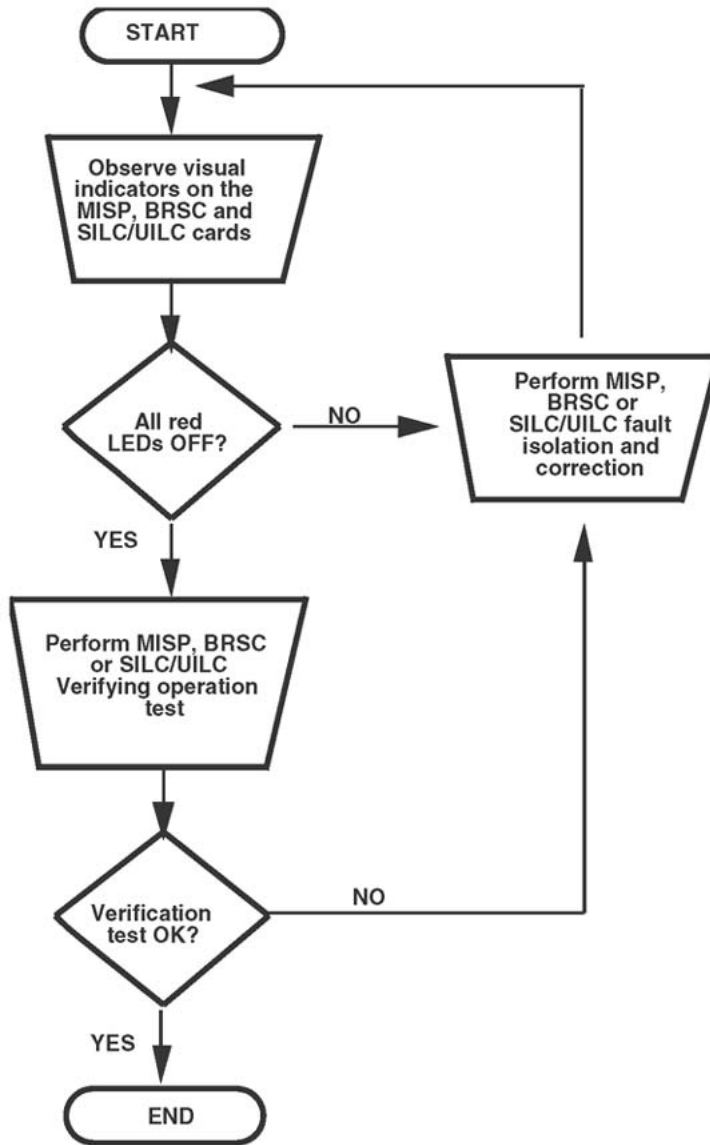 START
Observe visual
indicators on the
MISP, BRSC and
SILC/UILC cards
All red
LEDs OFF?
NO
Perform MISP,
BRSC or
SILC/UILC fault
isolation and
correction
YES
Perform MISP, BRSC
or SILC/UILC
Verifying operation
test
Verification
test OK?
NO
YES
END